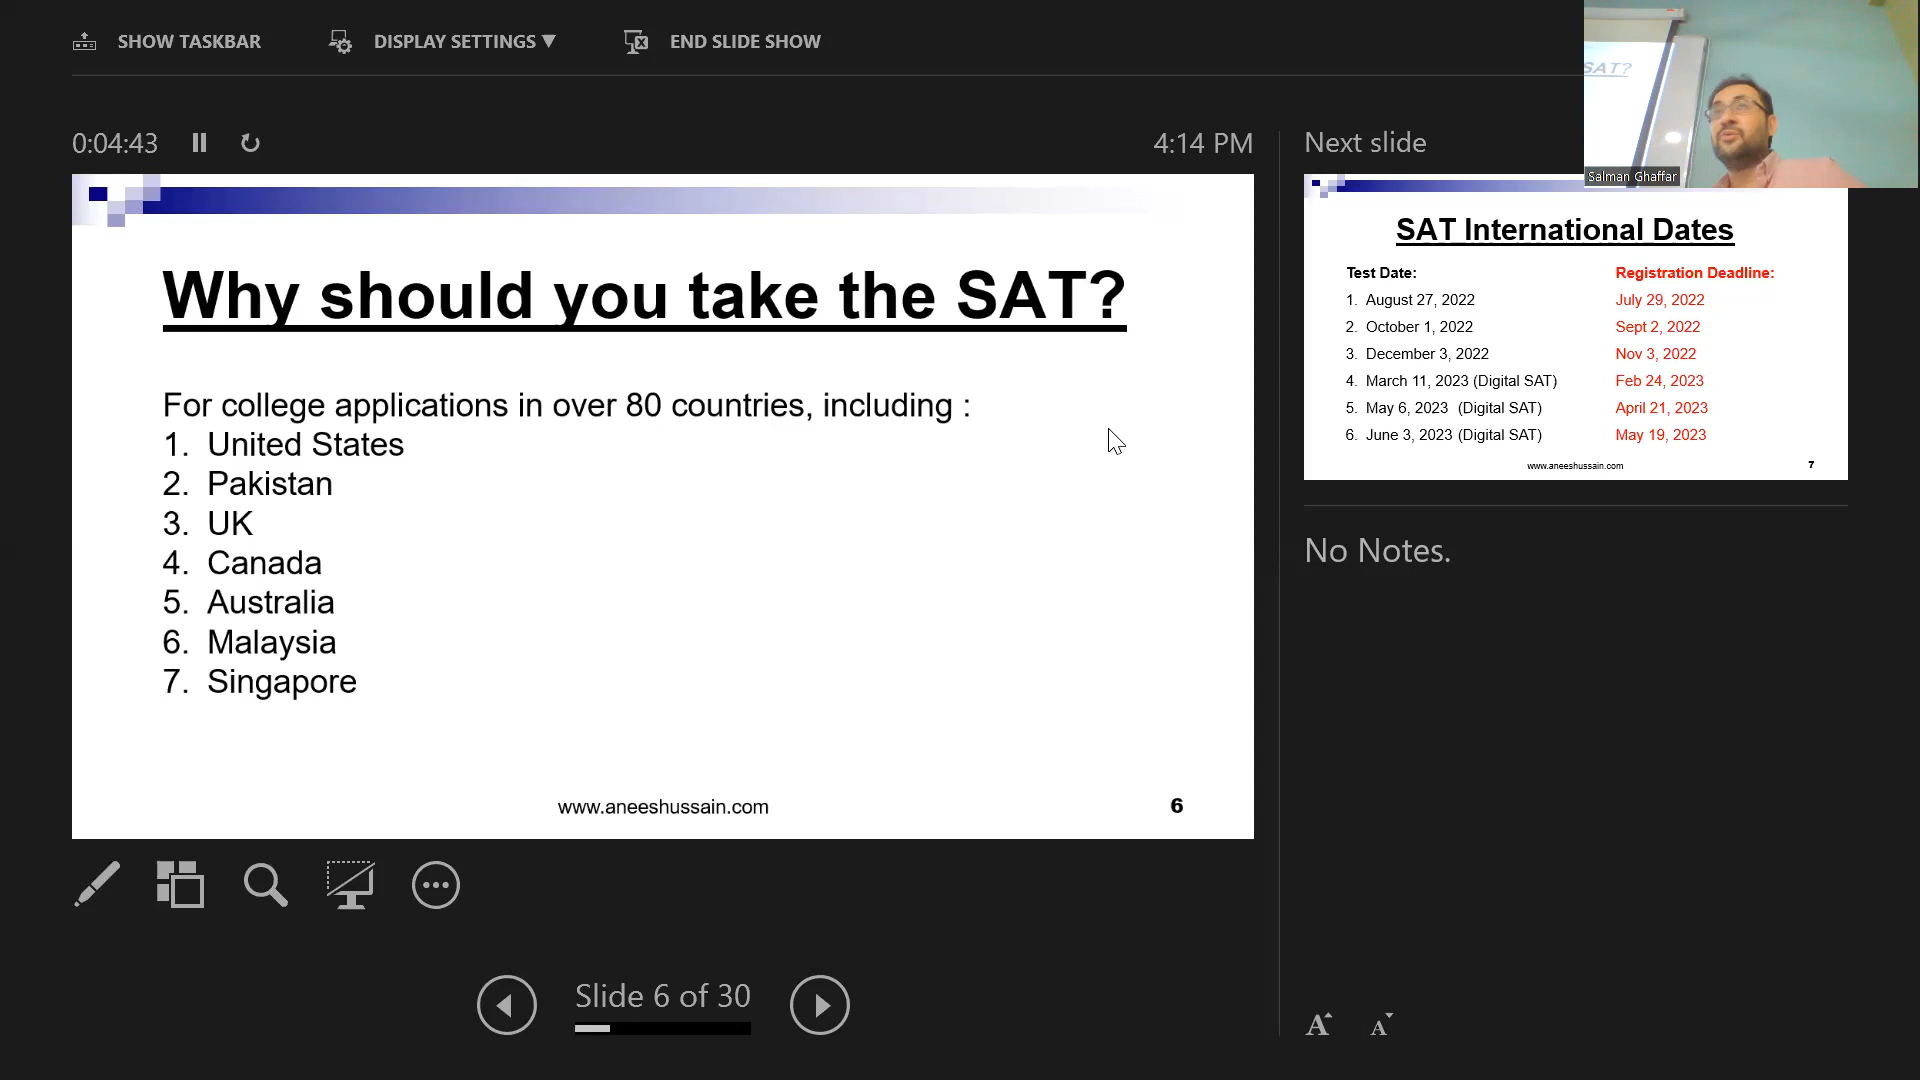 SHOW TASKBAR
DISPLAY SETTINGS
END SLIDE SHOW
SAT?
Salman Ghaffar
0:04:43
4:14 PM
Next slide
Why should you take the SAT?
For college applications in over 80 countries, including :
1. United States
2. Pakistan
3. UK
4. Canada
5. Australia
6. Malaysia
7. Singapore
www.aneeshussain.com
6
SAT International Dates
Test Date: Registration Deadline:
1. August 27, 2022 July 29, 2022
2. October 1, 2022 Sept 2, 2022
3. December 3, 2022 Nov 3, 2022
4. March 11, 2023 (Digital SAT) Feb 24, 2023
5. May 6, 2023 (Digital SAT) April 21, 2023
6. June 3, 2023 (Digital SAT) May 19, 2023
www.aneeshussain.com
7
No Notes.
Slide 6 of 30
A A